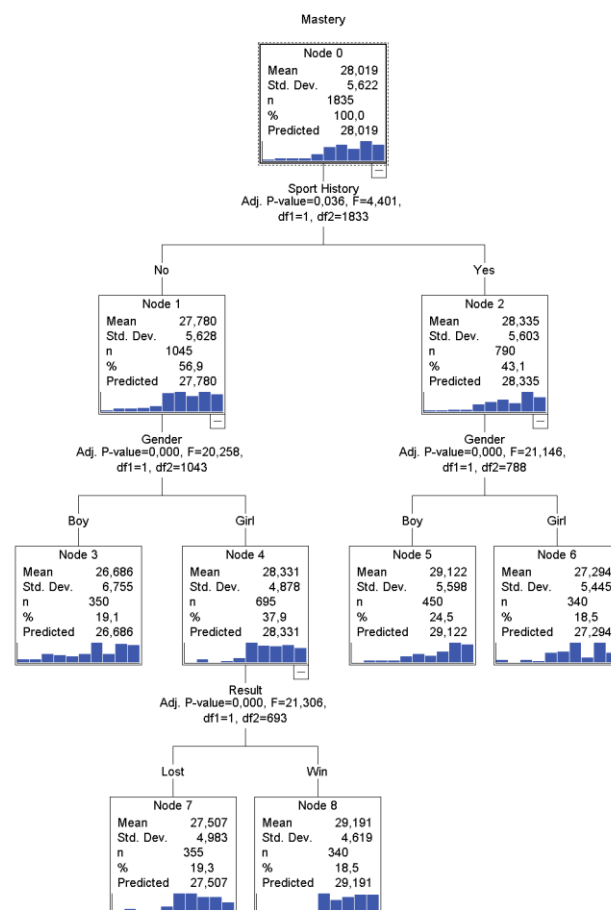 Mastery
Node 0
Mean 28,019
Std. Dev. 5,622
n 1835
% 100,0
Predicted 28,019
Sport History
Adj. P-value=0,036, F=4,401,
df1=1, df2=1833
No
Yes
Node 1
Mean 27,780
Std. Dev. 5,628
n 1045
% 56,9
Predicted 27,780
Node 2
Mean 28,335
Std. Dev. 5,603
n 790
% 43,1
Predicted 28,335
Gender
Adj. P-value=0,000, F=20,258,
df1=1, df2=1043
Gender
Adj. P-value=0,000, F=21,146,
df1=1, df2=788
Boy
Girl
Boy
Girl
Node 3
Mean 26,686
Std. Dev. 6,755
n 350
% 19,1
Predicted 26,686
Node 4
Mean 28,331
Std. Dev. 4,878
n 695
% 37,9
Predicted 28,331
Node 5
Mean 29,122
Std. Dev. 5,598
n 450
% 24,5
Predicted 29,122
Node 6
Mean 27,294
Std. Dev. 5,445
n 340
% 18,5
Predicted 27,294
Result
Adj. P-value=0,000, F=21,306,
df1=1, df2=693
Lost
Win
Node 7
Mean 27,507
Std. Dev. 4,983
n 355
% 19,3
Predicted 27,507
Node 8
Mean 29,191
Std. Dev. 4,619
n 340
% 18,5
Predicted 29,191